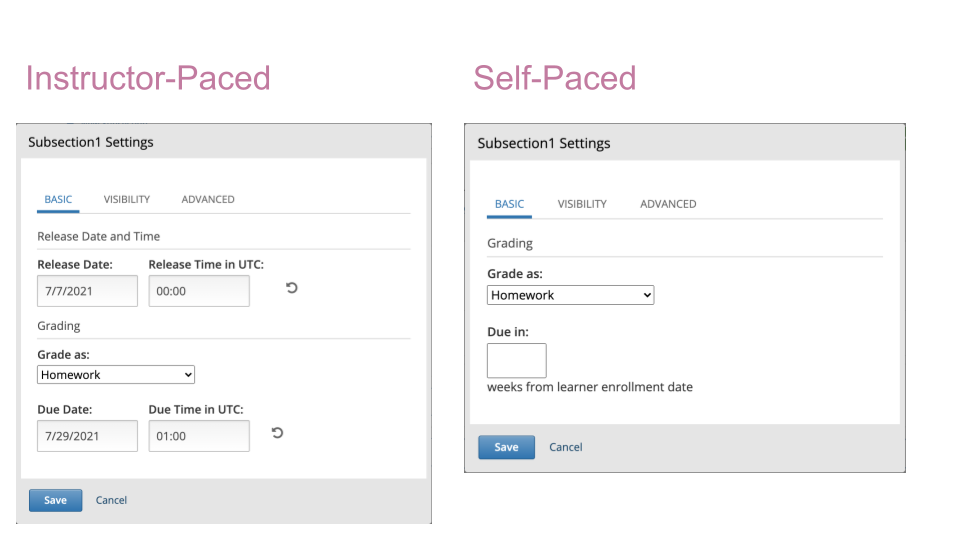 Instructor-Paced
Subsection1 Settings
BASIC VISIBILITY ADVANCED
Release Date and Time
Release Date: Release Time in UTC:
7/7/2021 00:00
Grading
Grade as:
Homework
Due Date: Due Time in UTC:
7/29/2021 01:00
Save Cancel
Self-Paced
Subsection1 Settings
BASIC VISIBILITY ADVANCED
Grading
Grade as:
Homework
Due in:
weeks from learner enrollment date
Save Cancel